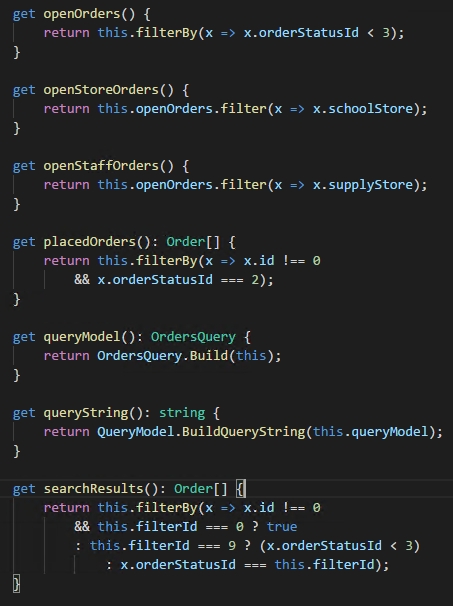 get openOrders() {
    return this.filterBy(x => x.orderStatusId < 3);
}

get openStoreOrders() {
    return this.openOrders.filter(x => x.schoolStore);
}

get openStaffOrders() {
    return this.openOrders.filter(x => x.supplyStore);
}

get placedOrders(): Order[] {
    return this.filterBy(x => x.id !== 0
        && x.orderStatusId === 2);
}

get queryModel(): OrdersQuery {
    return OrdersQuery.Build(this);
}

get queryString(): string {
    return QueryModel.BuildQueryString(this.queryModel);
}

get searchResults(): Order[] {
    return this.filterBy(x => x.id !== 0
        && this.filterId === 0 ? true
        : this.filterId === 9 ? (x.orderStatusId < 3)
            : x.orderStatusId === this.filterId);
}